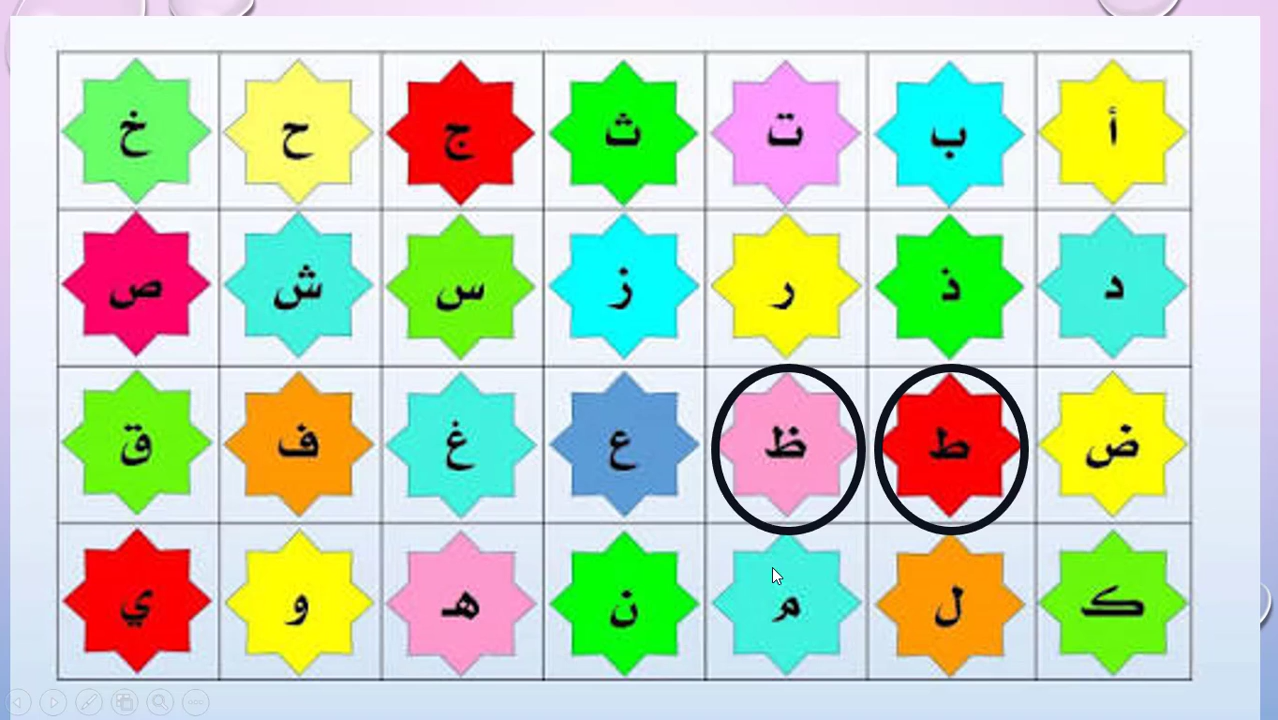 أ ب ت ث ج ح خ
د ذ ر ز س ش ص
ض ط ظ ع غ ف ق
ك ل م ن هـ و ي